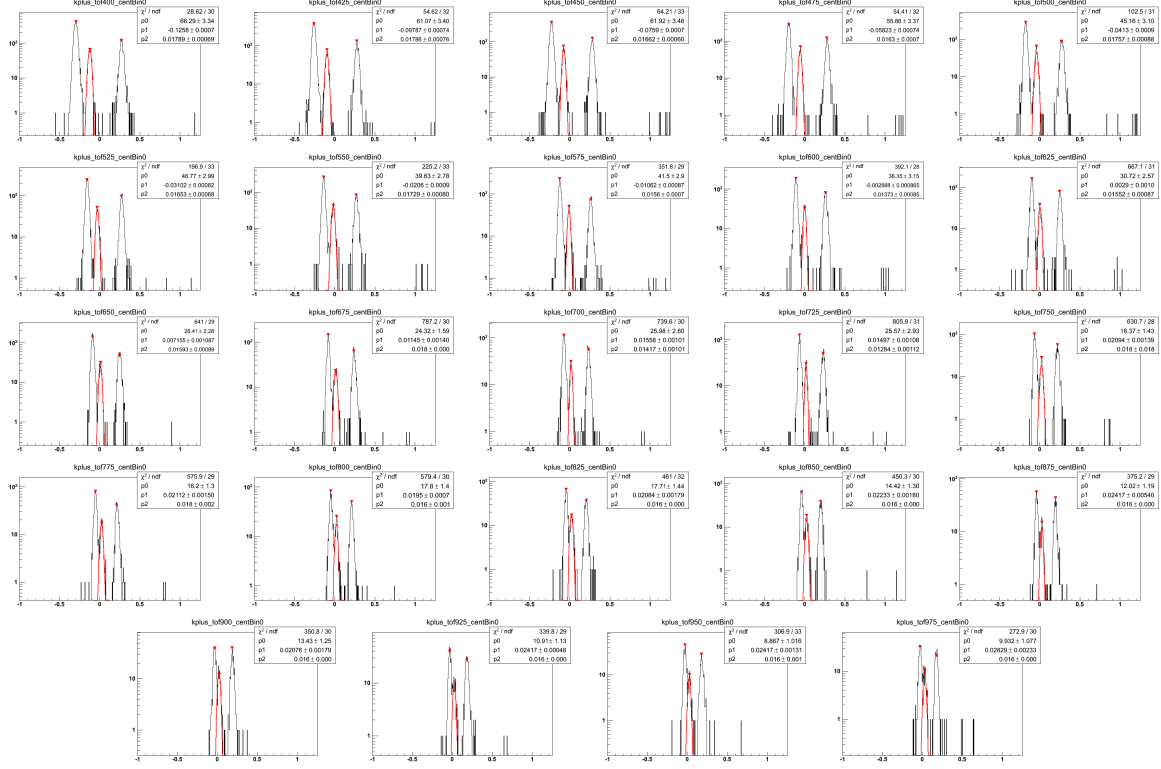 kplus_tof400_centBin0
χ² / ndf 28.62 / 30
p0 66.29 ± 3.34
p1 -0.1258 ± 0.0007
p2 0.01789 ± 0.00069
kplus_tof425_centBin0
χ² / ndf 54.62 / 32
p0 61.07 ± 3.40
p1 -0.09787 ± 0.00074
p2 0.01786 ± 0.00076
kplus_tof450_centBin0
χ² / ndf 64.21 / 33
p0 61.92 ± 3.46
p1 -0.0759 ± 0.0007
p2 0.01662 ± 0.00060
kplus_tof475_centBin0
χ² / ndf 54.41 / 32
p0 55.86 ± 3.37
p1 -0.05823 ± 0.00074
p2 0.0163 ± 0.0007
kplus_tof500_centBin0
χ² / ndf 102.5 / 31
p0 45.16 ± 3.10
p1 -0.0413 ± 0.0009
p2 0.01757 ± 0.00088
kplus_tof525_centBin0
χ² / ndf 196.9 / 33
p0 46.77 ± 2.99
p1 -0.03102 ± 0.00082
p2 0.01653 ± 0.00068
kplus_tof550_centBin0
χ² / ndf 225.2 / 33
p0 39.63 ± 2.78
p1 -0.0206 ± 0.0009
p2 0.01729 ± 0.00080
kplus_tof575_centBin0
χ² / ndf 351.8 / 29
p0 41.5 ± 2.9
p1 -0.01062 ± 0.00087
p2 0.0156 ± 0.0007
kplus_tof600_centBin0
χ² / ndf 392.1 / 28
p0 36.35 ± 3.15
p1 -0.002888 ± 0.000865
p2 0.01373 ± 0.00085
kplus_tof625_centBin0
χ² / ndf 667.1 / 31
p0 30.72 ± 2.57
p1 0.0029 ± 0.0010
p2 0.01552 ± 0.00087
kplus_tof650_centBin0
χ² / ndf 641 / 29
p0 26.41 ± 2.28
p1 0.007155 ± 0.001087
p2 0.01593 ± 0.00089
kplus_tof675_centBin0
χ² / ndf 787.2 / 30
p0 24.32 ± 1.59
p1 0.01145 ± 0.00140
p2 0.018 ± 0.000
kplus_tof700_centBin0
χ² / ndf 739.6 / 30
p0 25.98 ± 2.60
p1 0.01558 ± 0.00101
p2 0.01417 ± 0.00101
kplus_tof725_centBin0
χ² / ndf 805.9 / 31
p0 25.57 ± 2.93
p1 0.01497 ± 0.00108
p2 0.01284 ± 0.00112
kplus_tof750_centBin0
χ² / ndf 630.7 / 28
p0 18.37 ± 1.43
p1 0.02094 ± 0.00139
p2 0.018 ± 0.018
kplus_tof775_centBin0
χ² / ndf 575.9 / 29
p0 16.2 ± 1.3
p1 0.02112 ± 0.00150
p2 0.018 ± 0.002
kplus_tof800_centBin0
χ² / ndf 579.4 / 30
p0 17.8 ± 1.4
p1 0.0195 ± 0.0007
p2 0.016 ± 0.001
kplus_tof825_centBin0
χ² / ndf 461 / 32
p0 17.71 ± 1.44
p1 0.02084 ± 0.00179
p2 0.016 ± 0.000
kplus_tof850_centBin0
χ² / ndf 450.3 / 30
p0 14.42 ± 1.30
p1 0.02233 ± 0.00180
p2 0.016 ± 0.000
kplus_tof875_centBin0
χ² / ndf 375.2 / 29
p0 12.02 ± 1.19
p1 0.02417 ± 0.00540
p2 0.016 ± 0.000
kplus_tof900_centBin0
χ² / ndf 350.8 / 30
p0 13.43 ± 1.25
p1 0.02076 ± 0.00179
p2 0.016 ± 0.000
kplus_tof925_centBin0
χ² / ndf 339.8 / 29
p0 10.91 ± 1.13
p1 0.02417 ± 0.00048
p2 0.016 ± 0.000
kplus_tof950_centBin0
χ² / ndf 306.9 / 33
p0 8.867 ± 1.016
p1 0.02417 ± 0.00131
p2 0.016 ± 0.001
kplus_tof975_centBin0
χ² / ndf 272.9 / 30
p0 9.932 ± 1.077
p1 0.02829 ± 0.00233
p2 0.016 ± 0.000